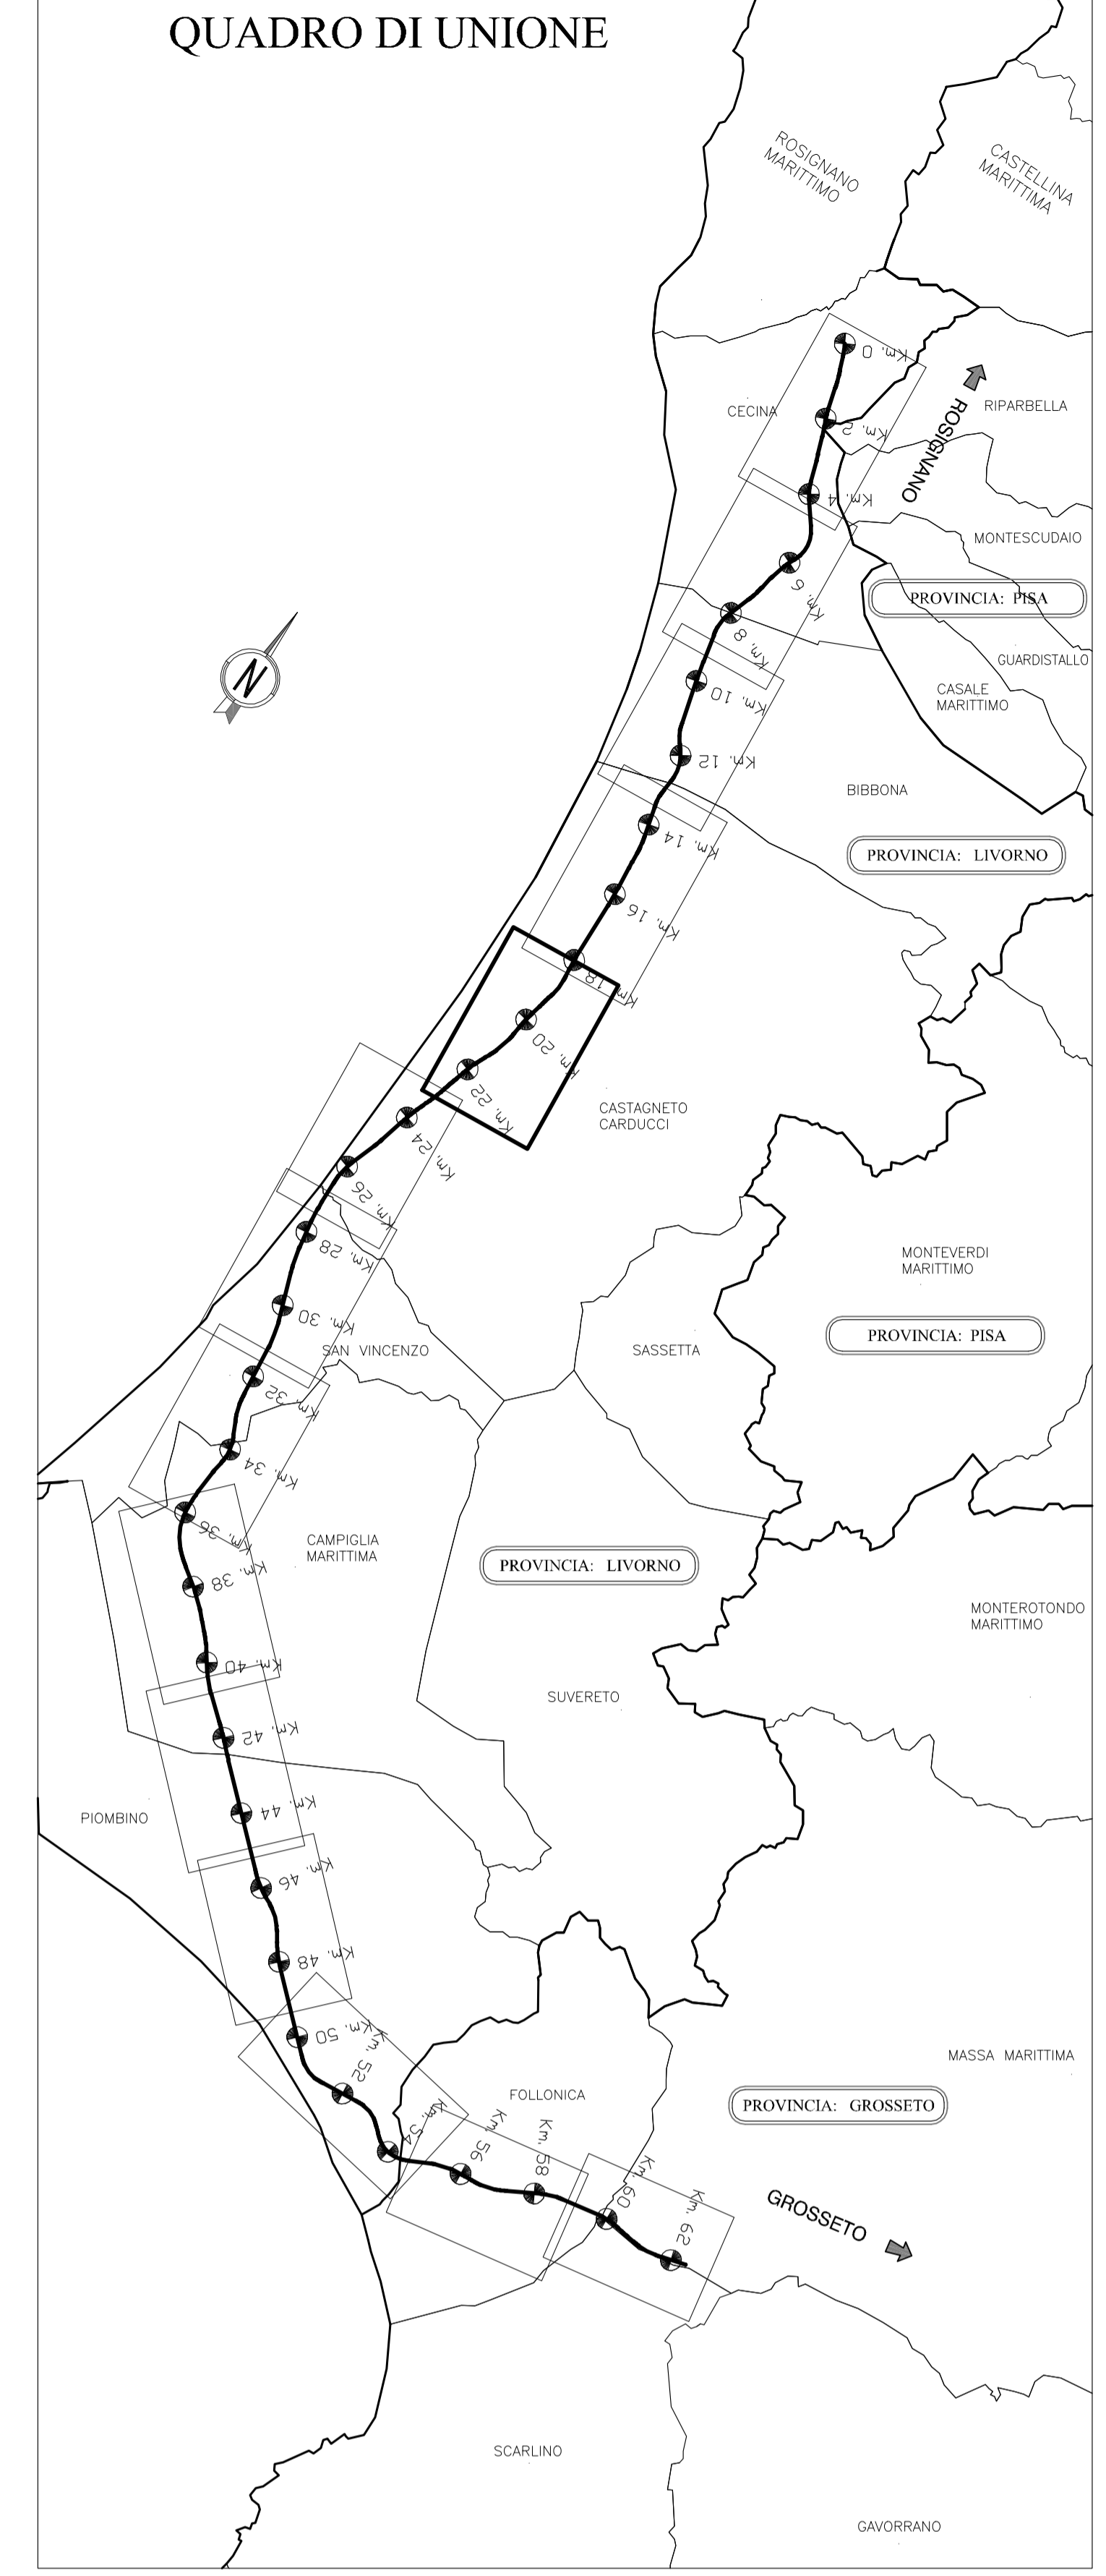 QUADRO DI UNIONE
ROSIGNANO
MARITTIMO
CASTELLINA
MARITTIMA
Km. 0
CECINA
Km. 2
ROSIGNANO
RIPARBELLA
Km. 4
MONTESCUDAIO
Km. 6
PROVINCIA: PISA
Km. 8
GUARDISTALLO
N
Km. 10
CASALE
MARITTIMO
Km. 12
BIBBONA
Km. 14
PROVINCIA: LIVORNO
Km. 16
Km. 18
Km. 20
Km. 22
CASTAGNETO
CARDUCCI
Km. 24
Km. 26
Km. 28
MONTEVERDI
MARITTIMO
Km. 30
PROVINCIA: PISA
SAN VINCENZO
SASSETTA
Km. 32
Km. 34
Km. 36
CAMPIGLIA
MARITTIMA
PROVINCIA: LIVORNO
Km. 38
MONTEROTONDO
MARITTIMO
Km. 40
SUVERETO
Km. 42
Km. 44
PIOMBINO
Km. 46
Km. 48
Km. 50
MASSA MARITTIMA
Km. 52
FOLLONICA
PROVINCIA: GROSSETO
Km. 54
Km. 56
Km. 58
Km. 60
Km. 62
GROSSETO
SCARLINO
GAVORRANO